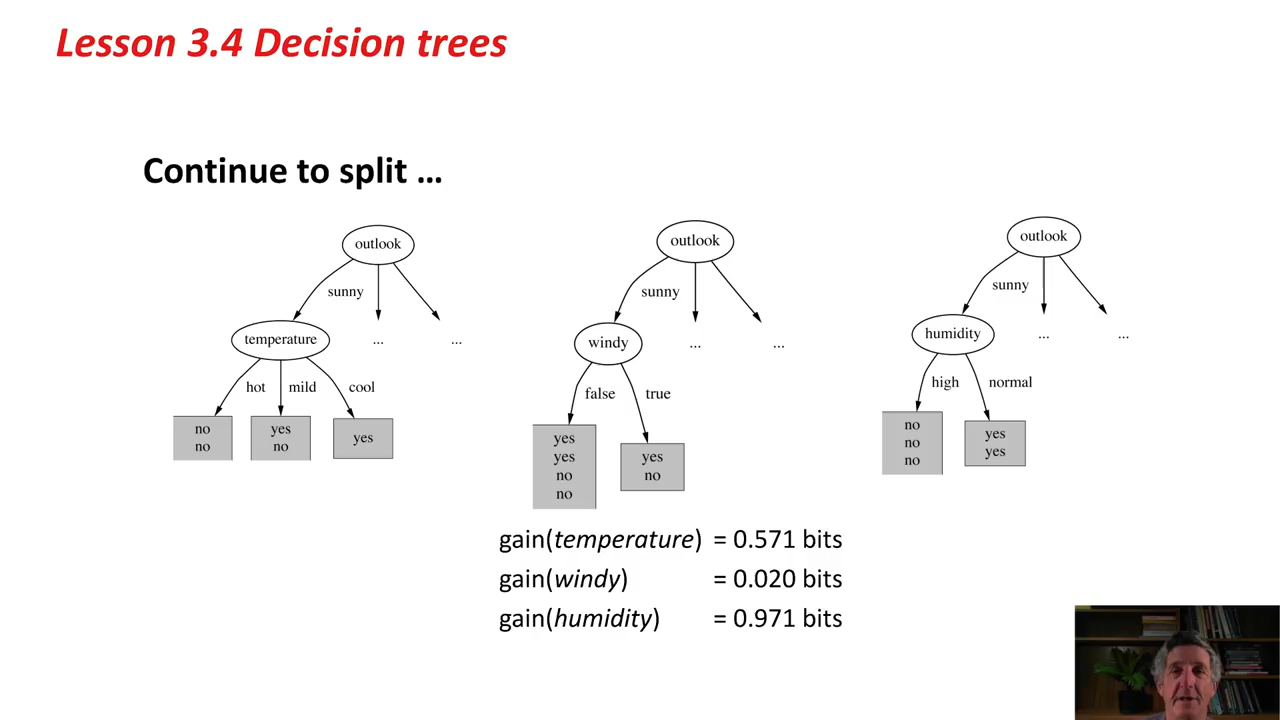 Lesson 3.4 Decision trees
Continue to split ...
outlook
sunny
temperature
...
...
hot
mild
cool
no
no
yes
no
yes
outlook
sunny
windy
...
...
false
true
yes
yes
no
no
yes
no
outlook
sunny
humidity
...
...
high
normal
no
no
no
yes
yes
gain(temperature) = 0.571 bits
gain(windy) = 0.020 bits
gain(humidity) = 0.971 bits